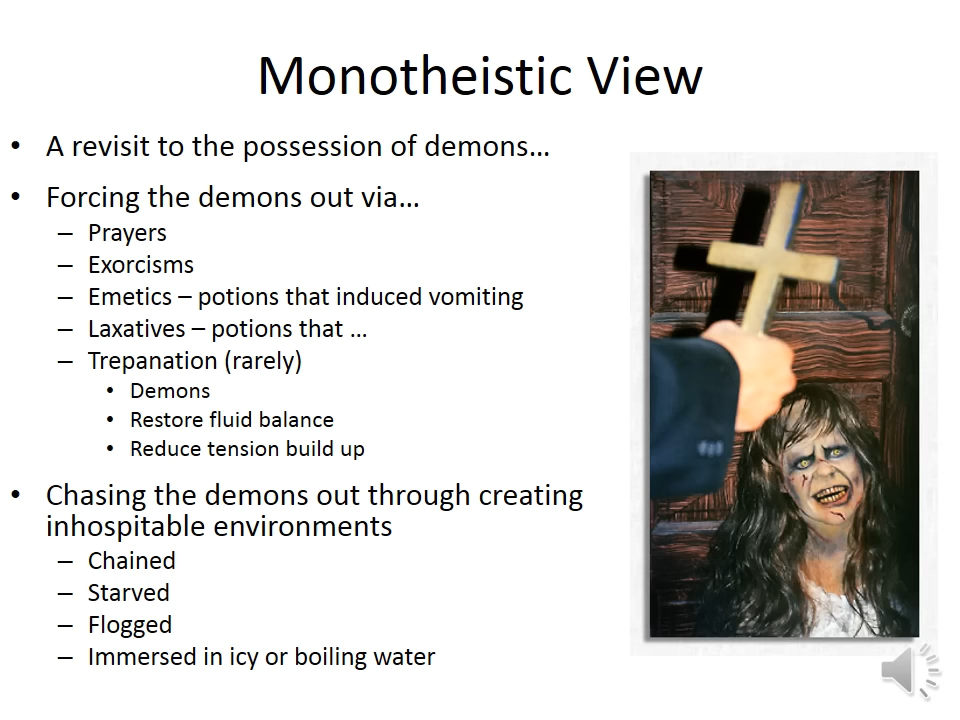 Monotheistic View
• A revisit to the possession of demons…
• Forcing the demons out via…
– Prayers
– Exorcisms
– Emetics – potions that induced vomiting
– Laxatives – potions that …
– Trepanation (rarely)
• Demons
• Restore fluid balance
• Reduce tension build up
• Chasing the demons out through creating
inhospitable environments
– Chained
– Starved
– Flogged
– Immersed in icy or boiling water